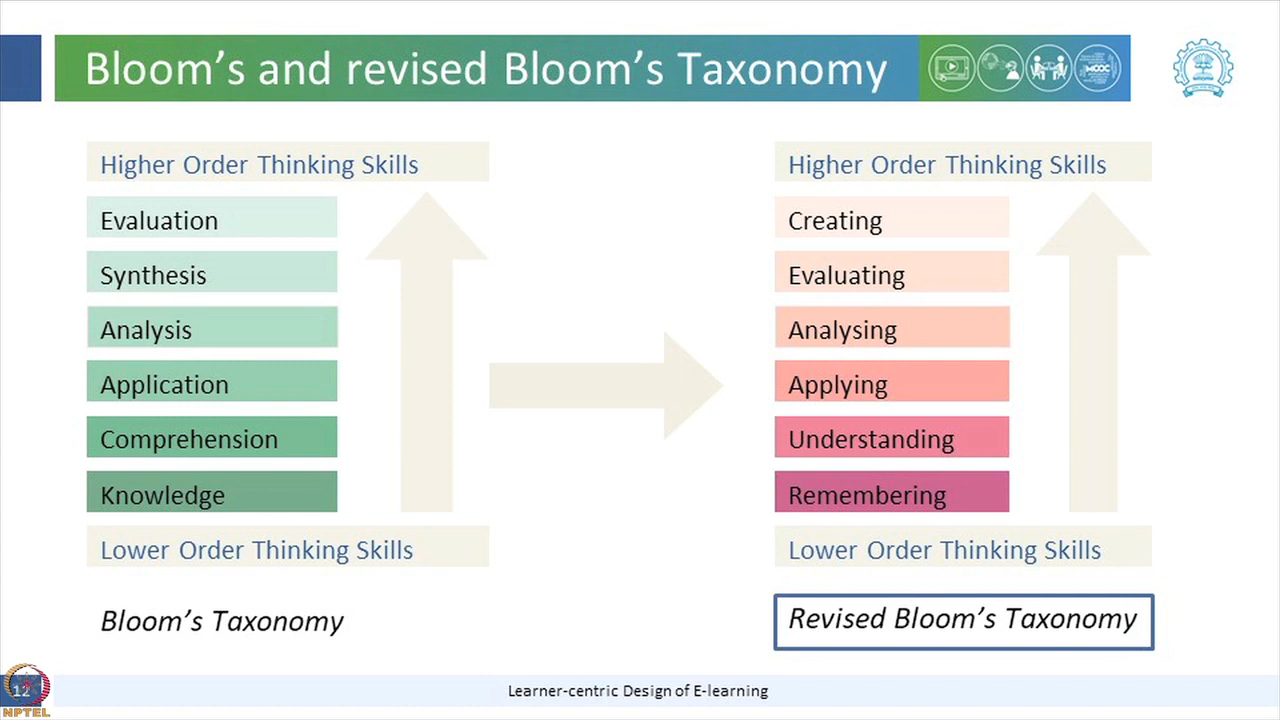 Bloom's and revised Bloom's Taxonomy
MOOC
Higher Order Thinking Skills
Evaluation
Synthesis
Analysis
Application
Comprehension
Knowledge
Lower Order Thinking Skills
Bloom's Taxonomy
Higher Order Thinking Skills
Creating
Evaluating
Analysing
Applying
Understanding
Remembering
Lower Order Thinking Skills
Revised Bloom's Taxonomy
12
NPTEL
Learner-centric Design of E-learning